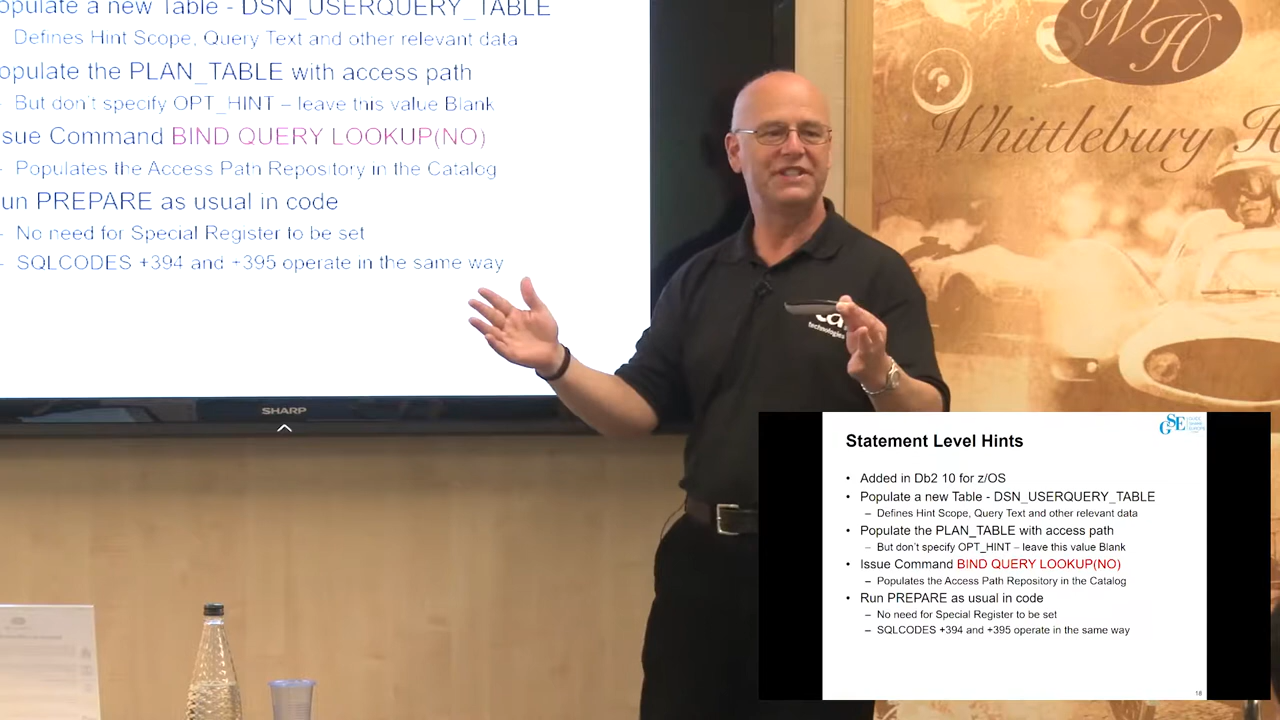 opulate a new Table - DSN_USERQUERY_TABLE
Defines Hint Scope, Query Text and other relevant data
opulate the PLAN_TABLE with access path
- But don't specify OPT_HINT – leave this value Blank
ssue Command BIND QUERY LOOKUP(NO)
- Populates the Access Path Repository in the Catalog
un PREPARE as usual in code
- No need for Special Register to be set
- SQLCODES +394 and +395 operate in the same way
SHARP
WH
Whittlebury H
ca
technologies
GSE
Statement Level Hints
• Added in Db2 10 for z/OS
• Populate a new Table - DSN_USERQUERY_TABLE
– Defines Hint Scope, Query Text and other relevant data
• Populate the PLAN_TABLE with access path
– But don't specify OPT_HINT – leave this value Blank
• Issue Command BIND QUERY LOOKUP(NO)
– Populates the Access Path Repository in the Catalog
• Run PREPARE as usual in code
– No need for Special Register to be set
– SQLCODES +394 and +395 operate in the same way
18